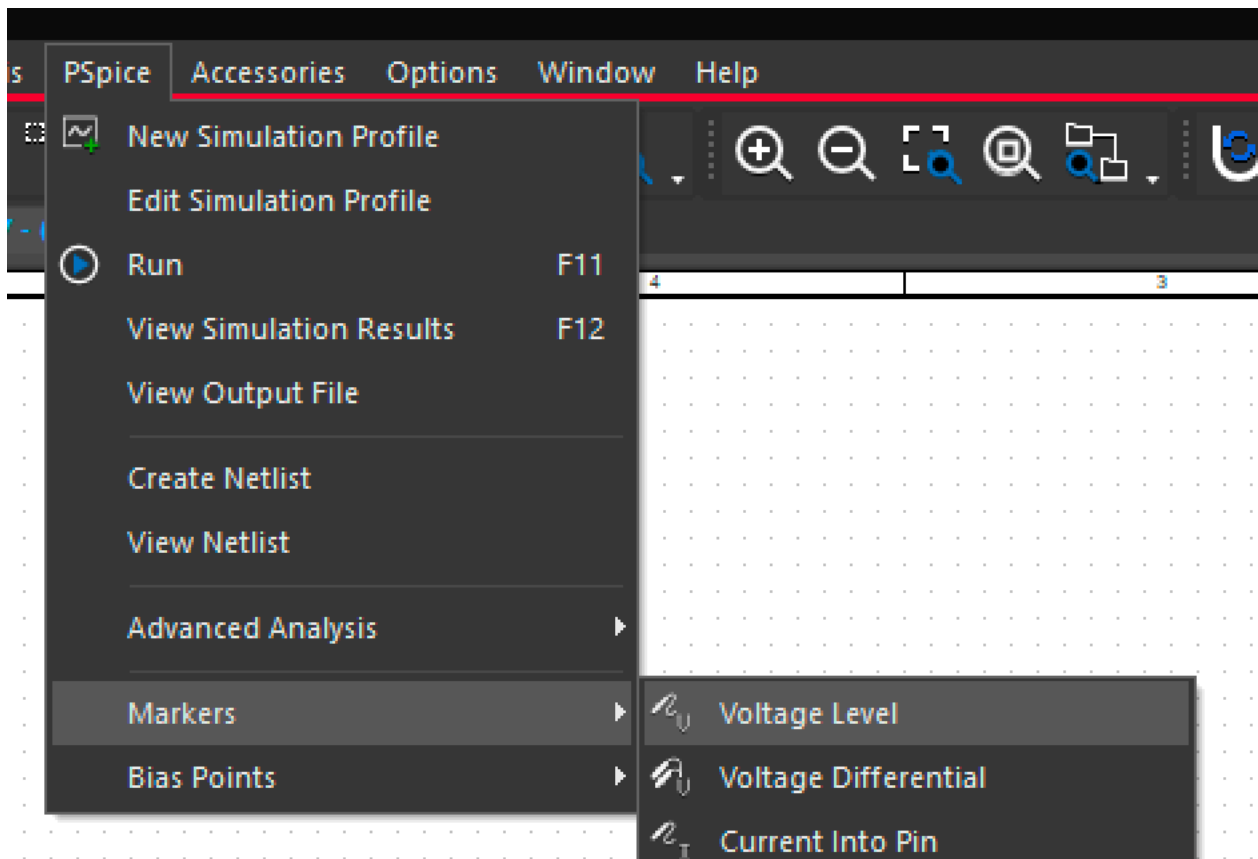 is PSpice Accessories Options Window Help
New Simulation Profile
Edit Simulation Profile
Run F11
4 3
View Simulation Results F12
View Output File
Create Netlist
View Netlist
Advanced Analysis
Markers
Voltage Level
Bias Points
Voltage Differential
Current Into Pin